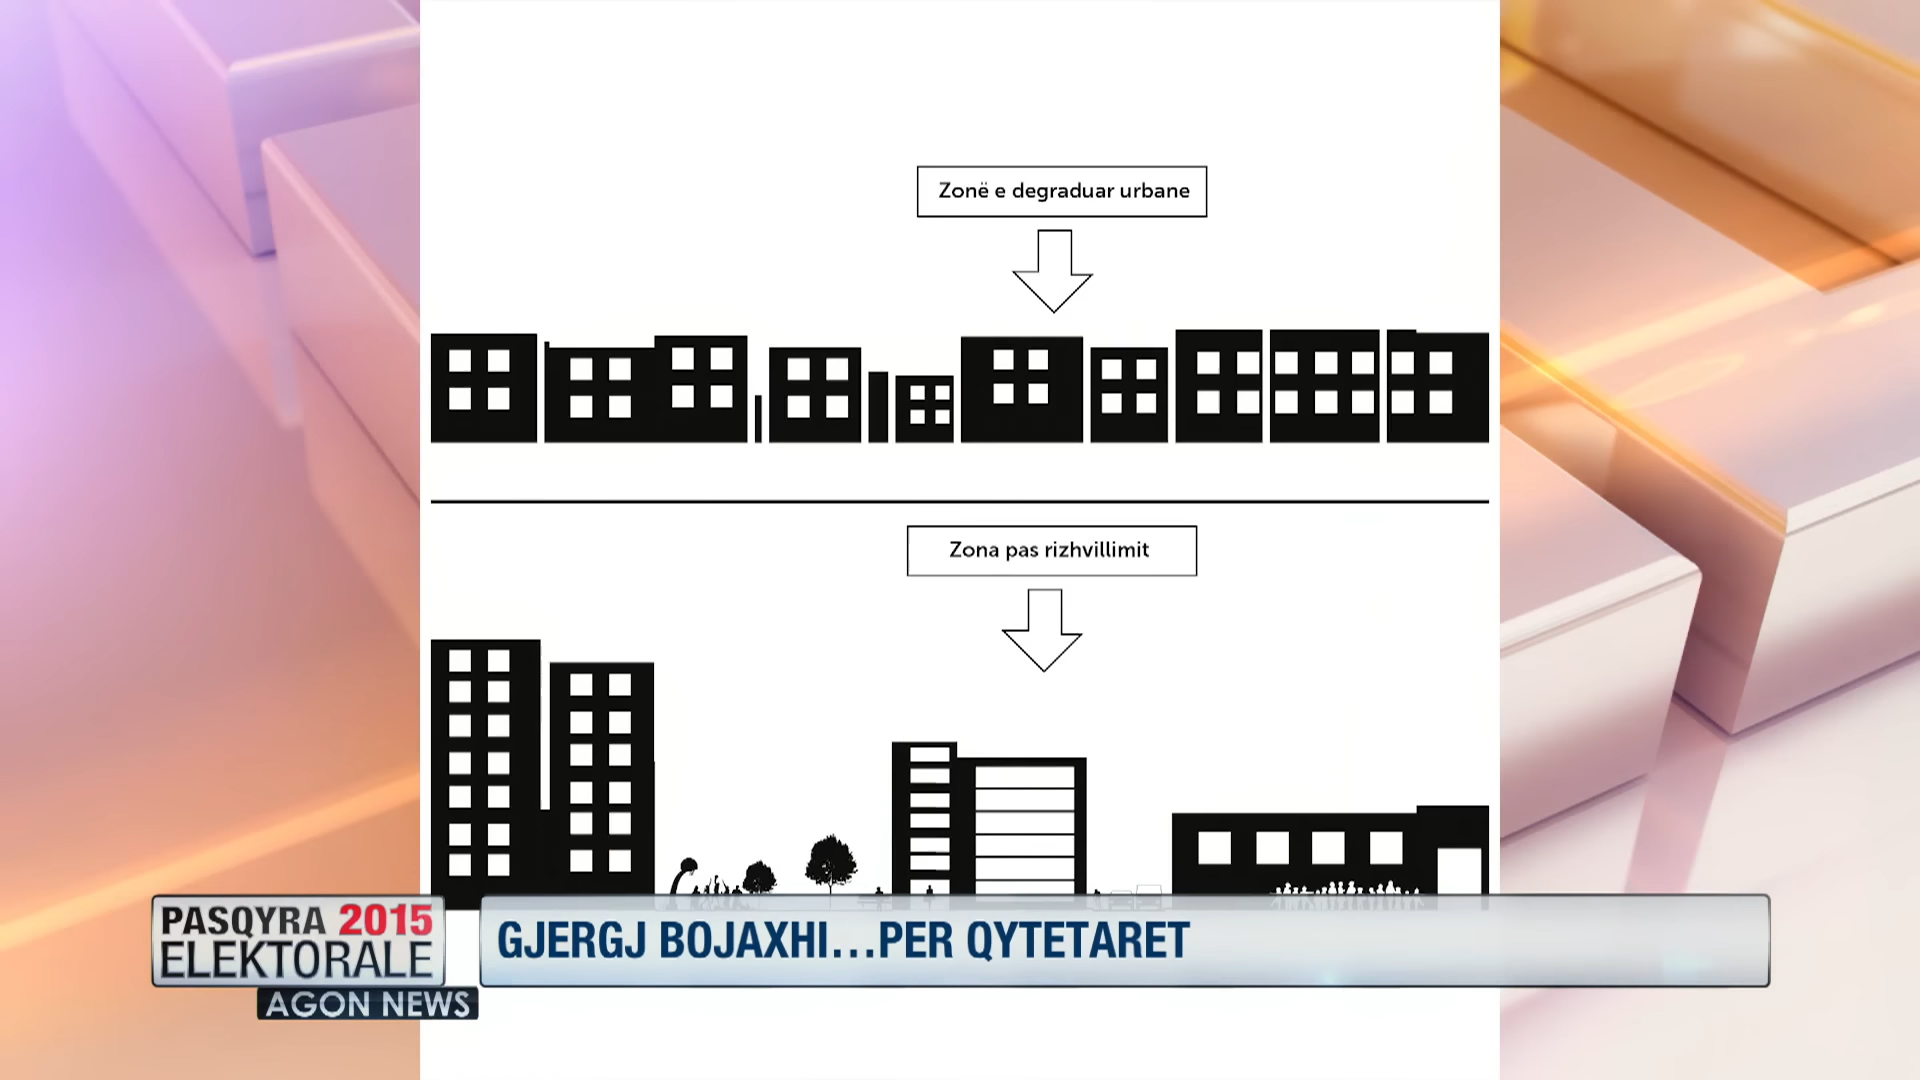 Zonë e degraduar urbane
Zona pas rizhvillimit
PASQYRA 2015
ELEKTORALE
AGON NEWS
GJERGJ BOJAXHI...PER QYTETARET